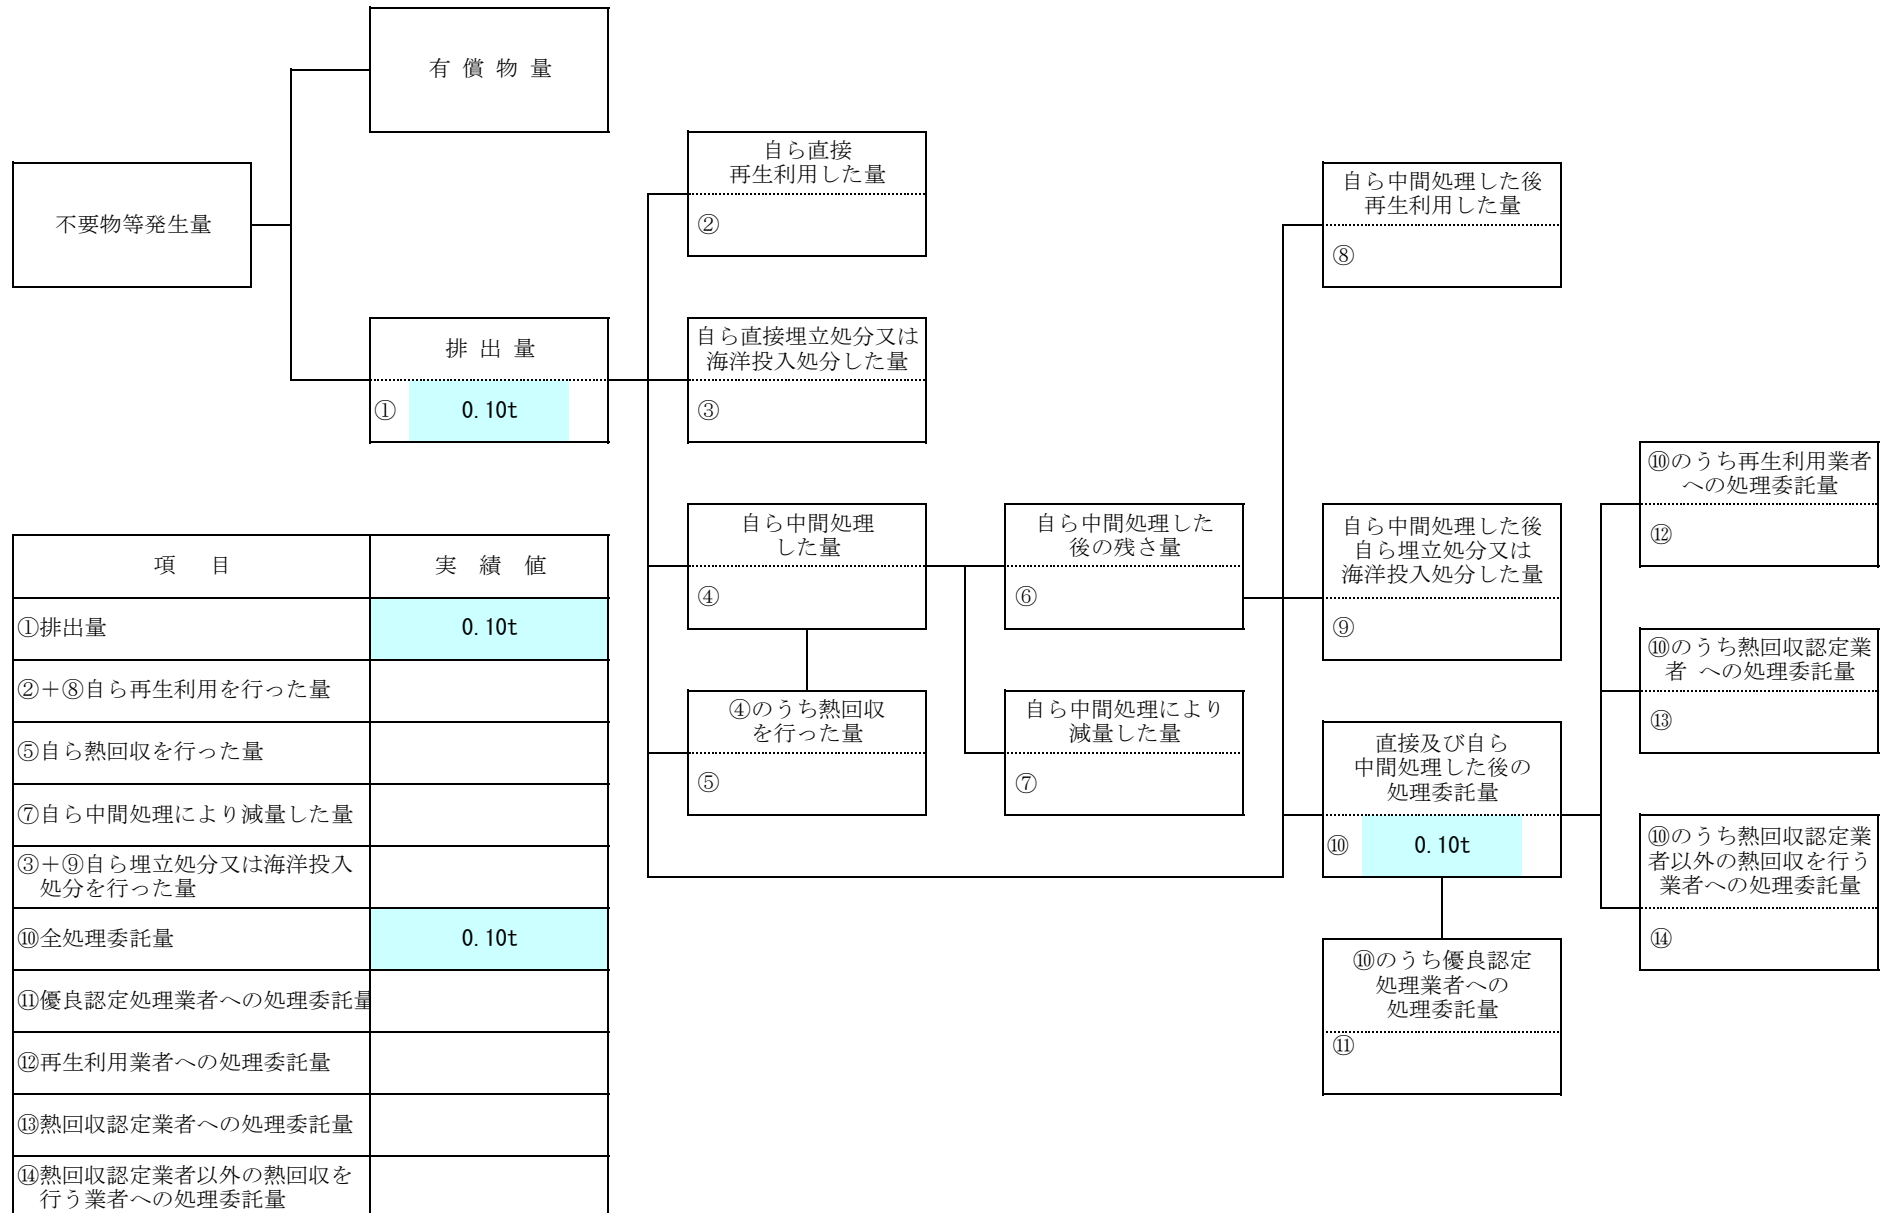 有 償 物 量
不要物等発生量
排 出 量
① 0.10t
自ら直接
再生利用した量
②
自ら直接埋立処分又は
海洋投入処分した量
③
自ら中間処理
した量
④
④のうち熱回収
を行った量
⑤
自ら中間処理した
後の残さ量
⑥
自ら中間処理により
減量した量
⑦
自ら中間処理した後
再生利用した量
⑧
自ら中間処理した後
自ら埋立処分又は
海洋投入処分した量
⑨
直接及び自ら
中間処理した後の
処理委託量
⑩ 0.10t
⑩のうち優良認定
処理業者への
処理委託量
⑪
⑩のうち再生利用業者
への処理委託量
⑫
⑩のうち熱回収認定業
者 への処理委託量
⑬
⑩のうち熱回収認定業
者以外の熱回収を行う
業者への処理委託量
⑭
項 目 実 績 値
①排出量 0.10t
②+⑧自ら再生利用を行った量
⑤自ら熱回収を行った量
⑦自ら中間処理により減量した量
③+⑨自ら埋立処分又は海洋投入
処分を行った量
⑩全処理委託量 0.10t
⑪優良認定処理業者への処理委託量
⑫再生利用業者への処理委託量
⑬熱回収認定業者への処理委託量
⑭熱回収認定業者以外の熱回収を
行う業者への処理委託量